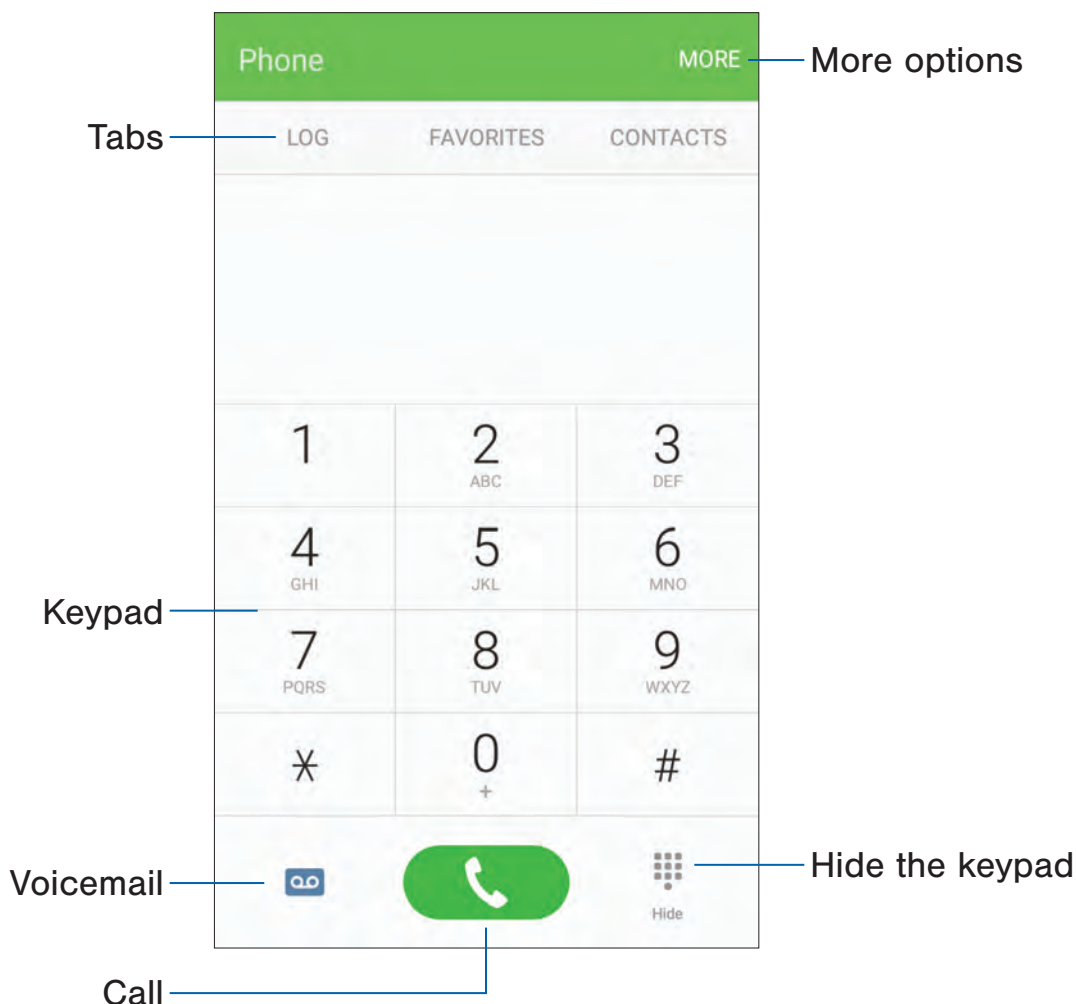 Phone
MORE
More options
Tabs
LOG FAVORITES CONTACTS
1 2 3
ABC DEF
4 5 6
GHI JKL MNO
Keypad
7 8 9
PQRS TUV WXYZ
* 0 #
+
Voicemail
Hide the keypad
Hide
Call